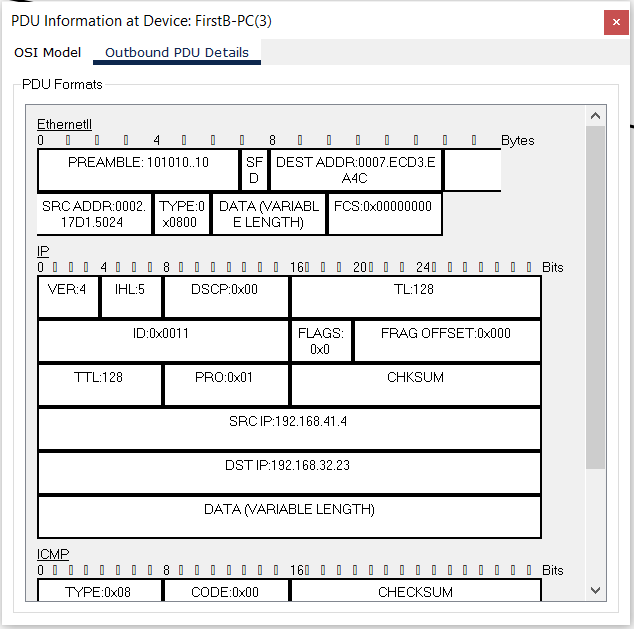 PDU Information at Device: FirstB-PC(3)
OSI Model Outbound PDU Details
PDU Formats
EthernetII
0 4 8 Bytes
PREAMBLE: 101010..10 SF
D DEST ADDR:0007.ECD3.E
A4C
SRC ADDR:0002.
17D1.5024 TYPE:0
x0800 DATA (VARIABL
E LENGTH) FCS:0x00000000
IP
0 4 8 16 20 24 Bits
VER:4 IHL:5 DSCP:0x00 TL:128
ID:0x0011 FLAGS:
0x0 FRAG OFFSET:0x000
TTL:128 PRO:0x01 CHKSUM
SRC IP:192.168.41.4
DST IP:192.168.32.23
DATA (VARIABLE LENGTH)
ICMP
0 8 16 Bits
TYPE:0x08 CODE:0x00 CHECKSUM